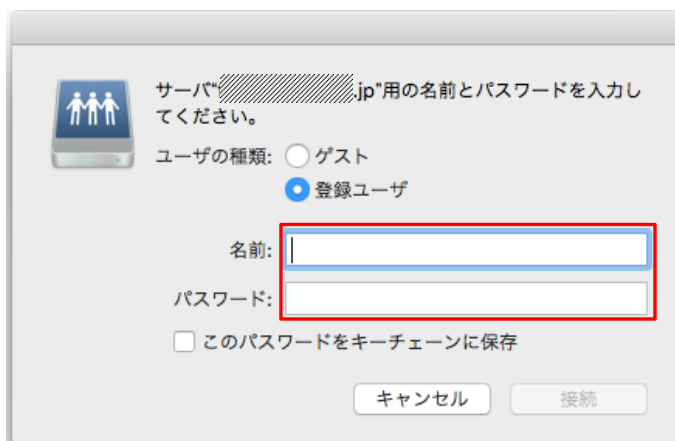 サーバ“.jp”用の名前とパスワードを入力し
てください。
ユーザの種類: ゲスト
登録ユーザ
名前:
パスワード:
このパスワードをキーチェーンに保存
キャンセル 接続